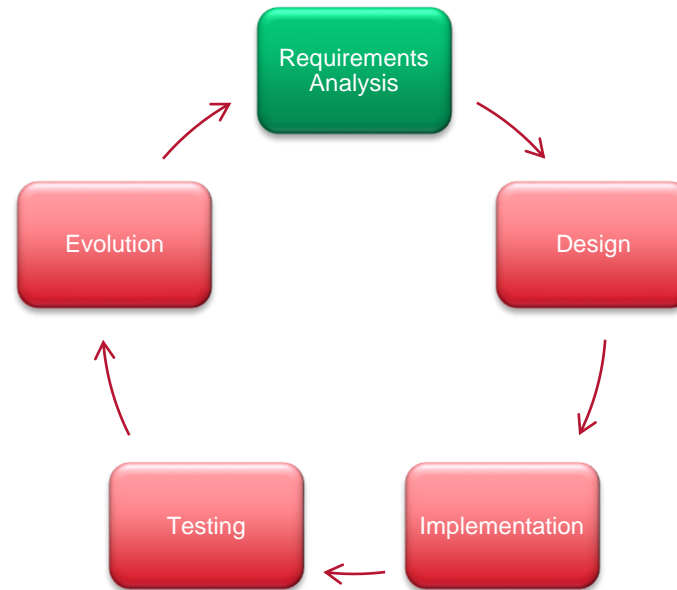 Requirements
Analysis
Evolution
Design
Testing
Implementation